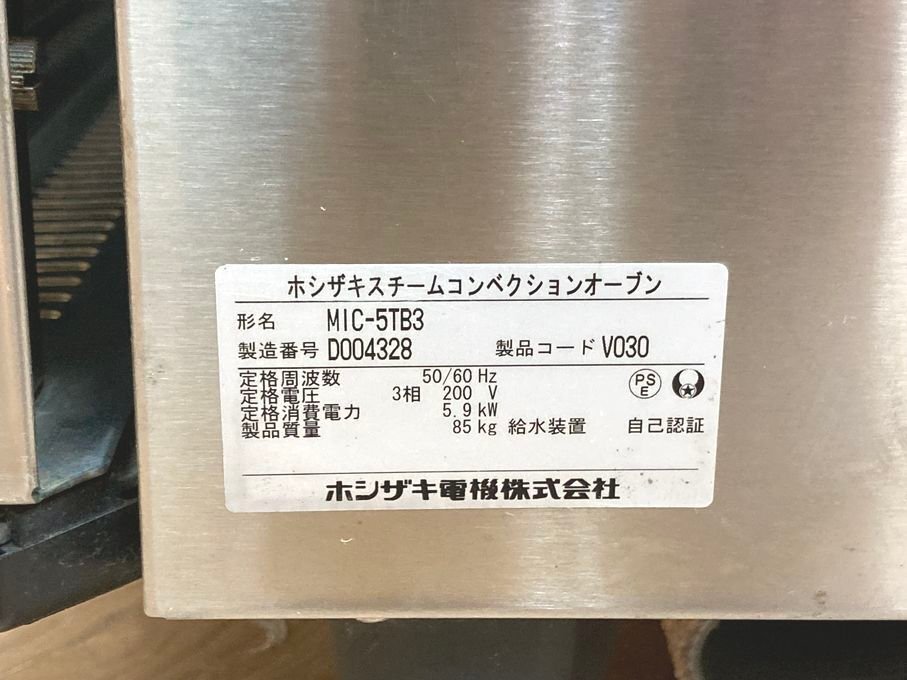 ホシザキスチームコンベクションオーブン
形名 MIC-5TB3
製造番号 D004328 製品コード V030
定格周波数 50/60 Hz
定格電圧 3相 200 V
定格消費電力 5.9 kW
製品質量 85 kg 給水装置 自己認証
PS
E
ホシザキ電機株式会社